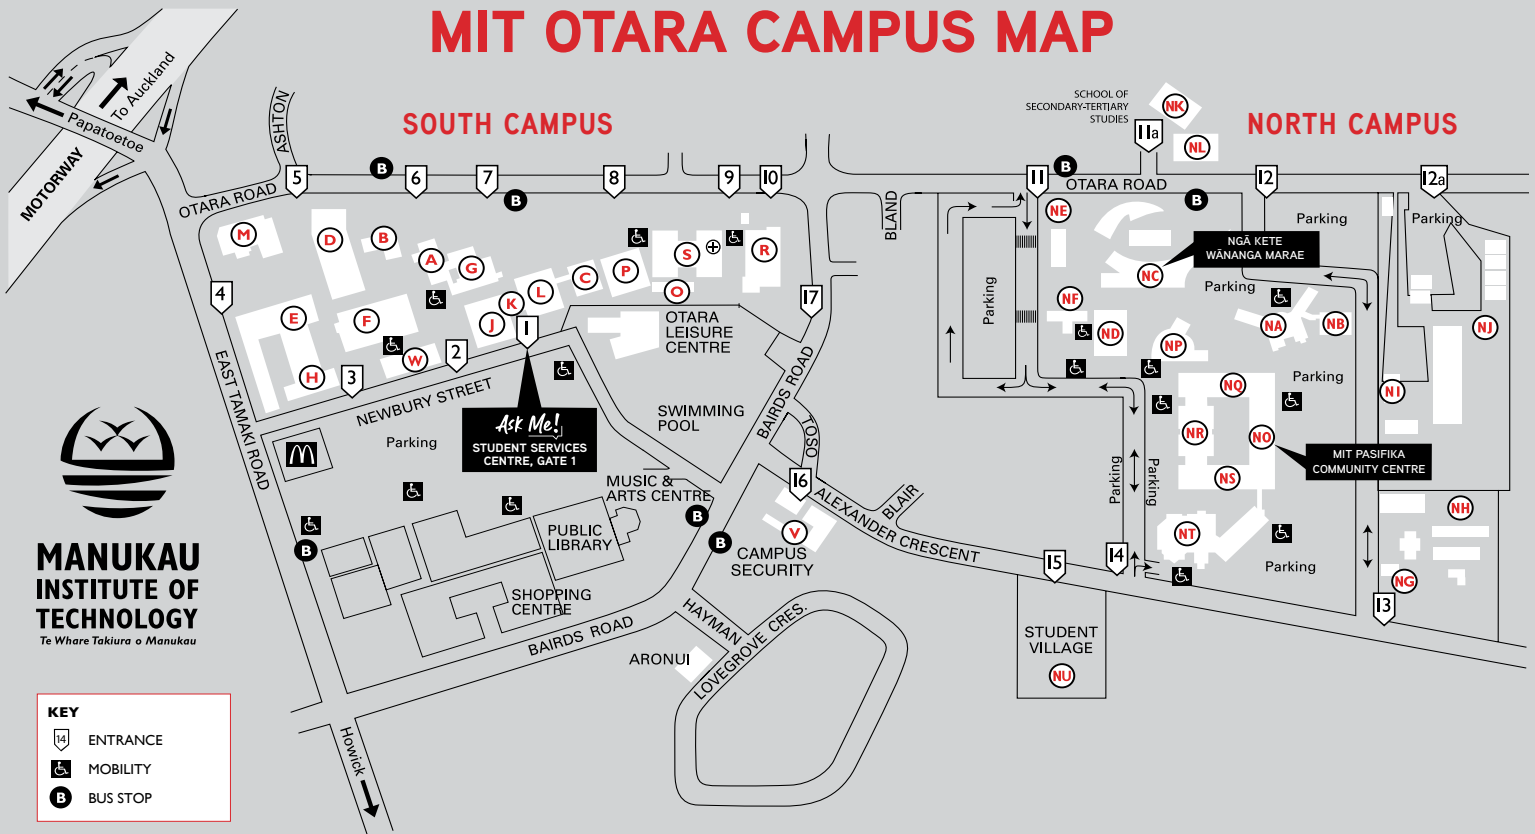 MIT OTARA CAMPUS MAP
SOUTH CAMPUS
NORTH CAMPUS
To Auckland
Papatoetoe
MOTORWAY
ASHTON
OTARA ROAD
5
B
6
7
B
8
9
10
BLAND
11
B
OTARA ROAD
SCHOOL OF
SECONDARY-TERTIARY
STUDIES
11a
NK
NL
B
12
12a
Parking
Parking
M
D
B
A
G
C
P
S
R
O
L
K
J
E
F
W
H
4
3
2
1
17
OTARA
LEISURE
CENTRE
NE
NC
NGĀ KETE
WĀNANGA MARAE
Parking
Parking
NF
ND
NP
NA
NB
NJ
NI
Parking
NQ
NR
NO
NS
MIT PASIFIKA
COMMUNITY CENTRE
NT
NH
NG
Parking
Parking
Parking
13
14
15
16
EAST TAMAKI ROAD
NEWBURY STREET
Parking
Ask Me!
STUDENT SERVICES
CENTRE, GATE 1
SWIMMING
POOL
BAIRDS ROAD
TOSO
MUSIC &
ARTS CENTRE
B
B
B
V
CAMPUS
SECURITY
ALEXANDER CRESCENT
BLAIR
PUBLIC
LIBRARY
SHOPPING
CENTRE
BAIRDS ROAD
HAYMAN
LOVEGROVE CRES.
ARONUI
STUDENT
VILLAGE
NU
Howick
MANUKAU
INSTITUTE OF
TECHNOLOGY
Te Whare Takiura o Manukau
KEY
14 ENTRANCE
MOBILITY
B BUS STOP